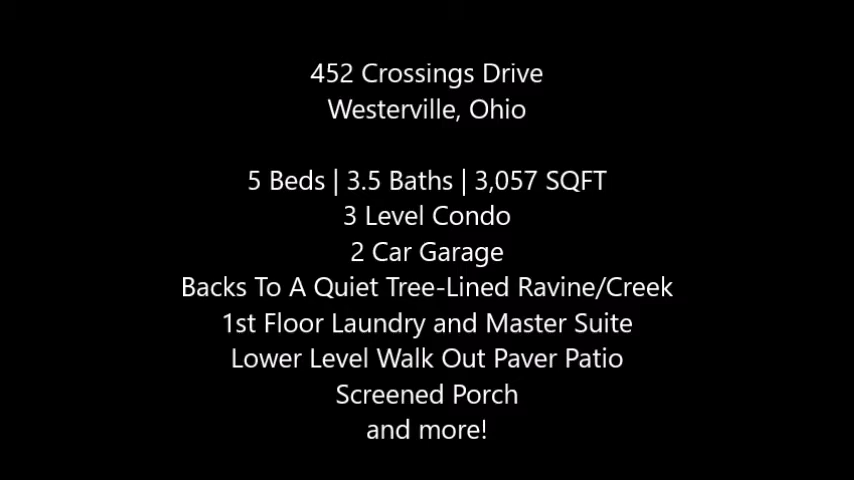 452 Crossings Drive
Westerville, Ohio
5 Beds | 3.5 Baths | 3,057 SQFT
3 Level Condo
2 Car Garage
Backs To A Quiet Tree-Lined Ravine/Creek
1st Floor Laundry and Master Suite
Lower Level Walk Out Paver Patio
Screened Porch
and more!